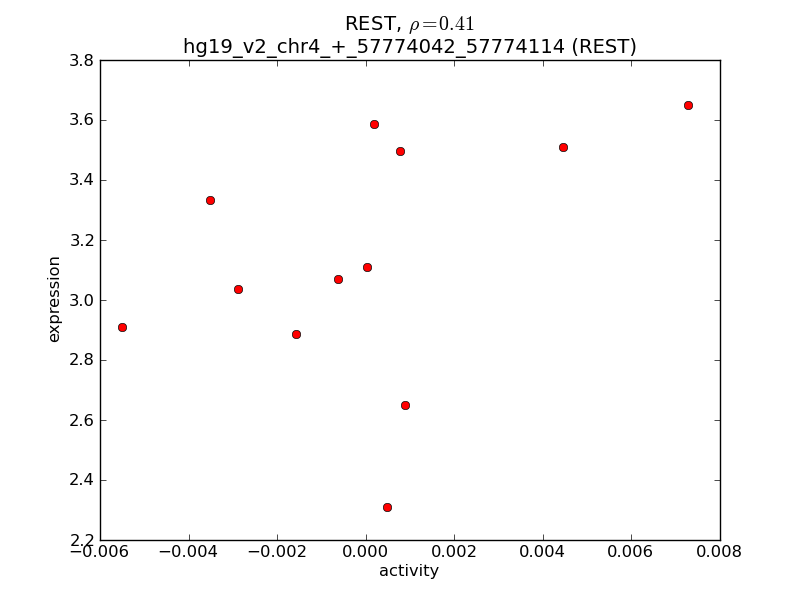 REST, ρ=0.41
hg19_v2_chr4_+_57774042_57774114 (REST)
3.8
3.6
3.4
3.2
3.0
2.8
2.6
2.4
2.2
expression
−0.006 −0.004 −0.002 0.000 0.002 0.004 0.006 0.008
activity